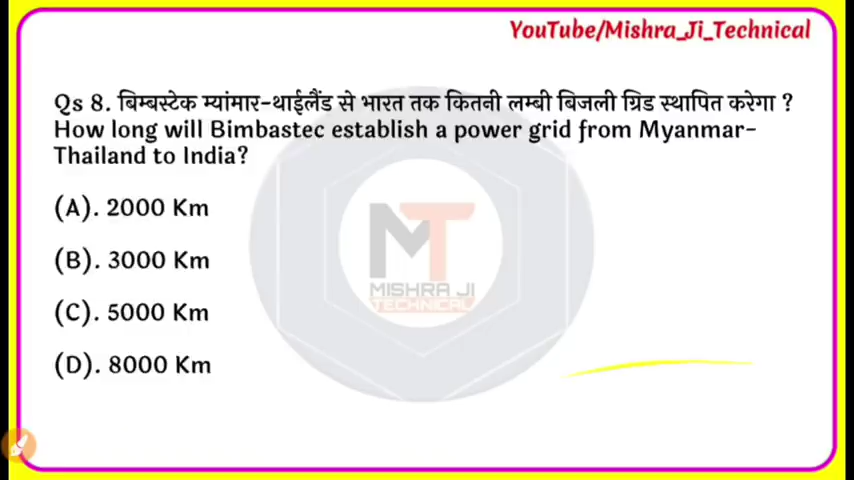 YouTube/Mishra_Ji_Technical
Qs 8. बिम्बस्टेक म्यांमार-थाईलैंड से भारत तक कितनी लम्बी बिजली ग्रिड स्थापित करेगा ?
How long will Bimbastec establish a power grid from Myanmar-
Thailand to India?
(A). 2000 Km
(B). 3000 Km
(C). 5000 Km
(D). 8000 Km
MT
MISHRA JI
TECHNICAL